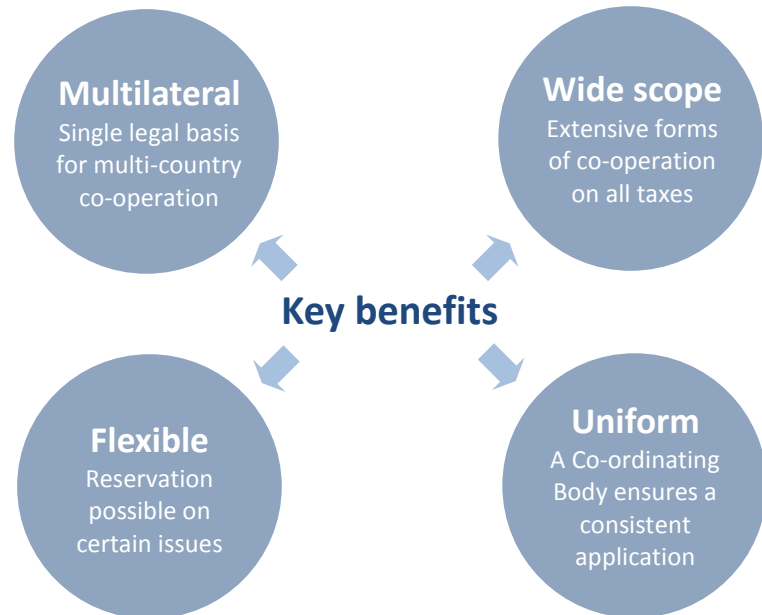 Multilateral
Single legal basis
for multi-country
co-operation
Wide scope
Extensive forms
of co-operation
on all taxes
Key benefits
Flexible
Reservation
possible on
certain issues
Uniform
A Co-ordinating
Body ensures a
consistent
application